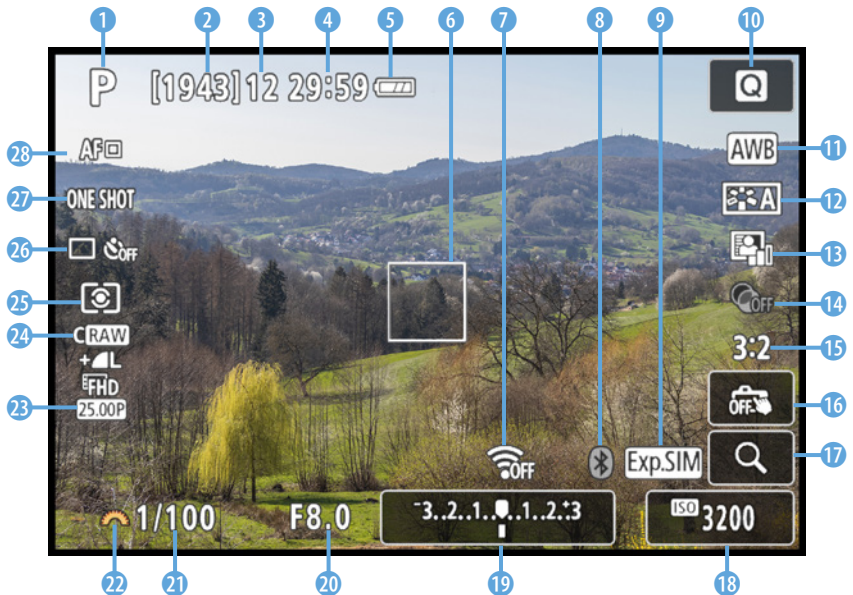 1 2 3 4 5 6 7 8 9 10
P [1943] 12 29:59 Q
28 AF AWB 11
27 ONE SHOT A 12
26 OFF 13
25 OFF 14
24 CRAW 3:2 15
+L
FHD OFF 16
23 25.00P
OFF Exp.SIM 17
1/100 F8.0 -3..2..1..0..1..2..+3 ISO 3200
22 21 20 19 18